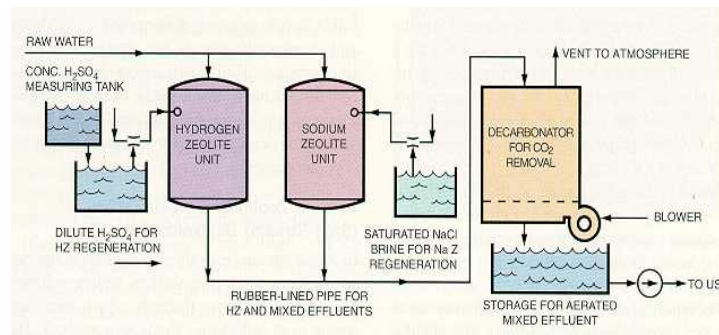 RAW WATER
CONC. H₂SO₄
MEASURING TANK
HYDROGEN
ZEOLITE
UNIT
SODIUM
ZEOLITE
UNIT
VENT TO ATMOSPHERE
DECARBONATOR
FOR CO₂
REMOVAL
DILUTE H₂SO₄ FOR
HZ REGENERATION
SATURATED NaCl
BRINE FOR Na Z
REGENERATION
BLOWER
RUBBER-LINED PIPE FOR
HZ AND MIXED EFFLUENTS
STORAGE FOR AERATED
MIXED EFFLUENT
TO US